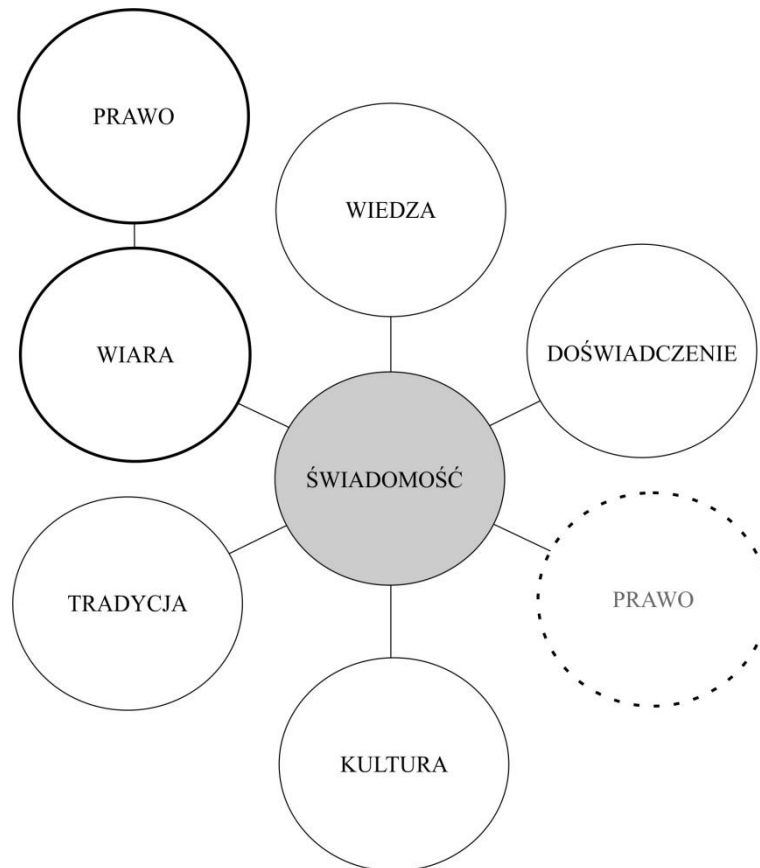 PRAWO
WIEDZA
WIARA
DOŚWIADCZENIE
ŚWIADOMOŚĆ
TRADYCJA
PRAWO
KULTURA